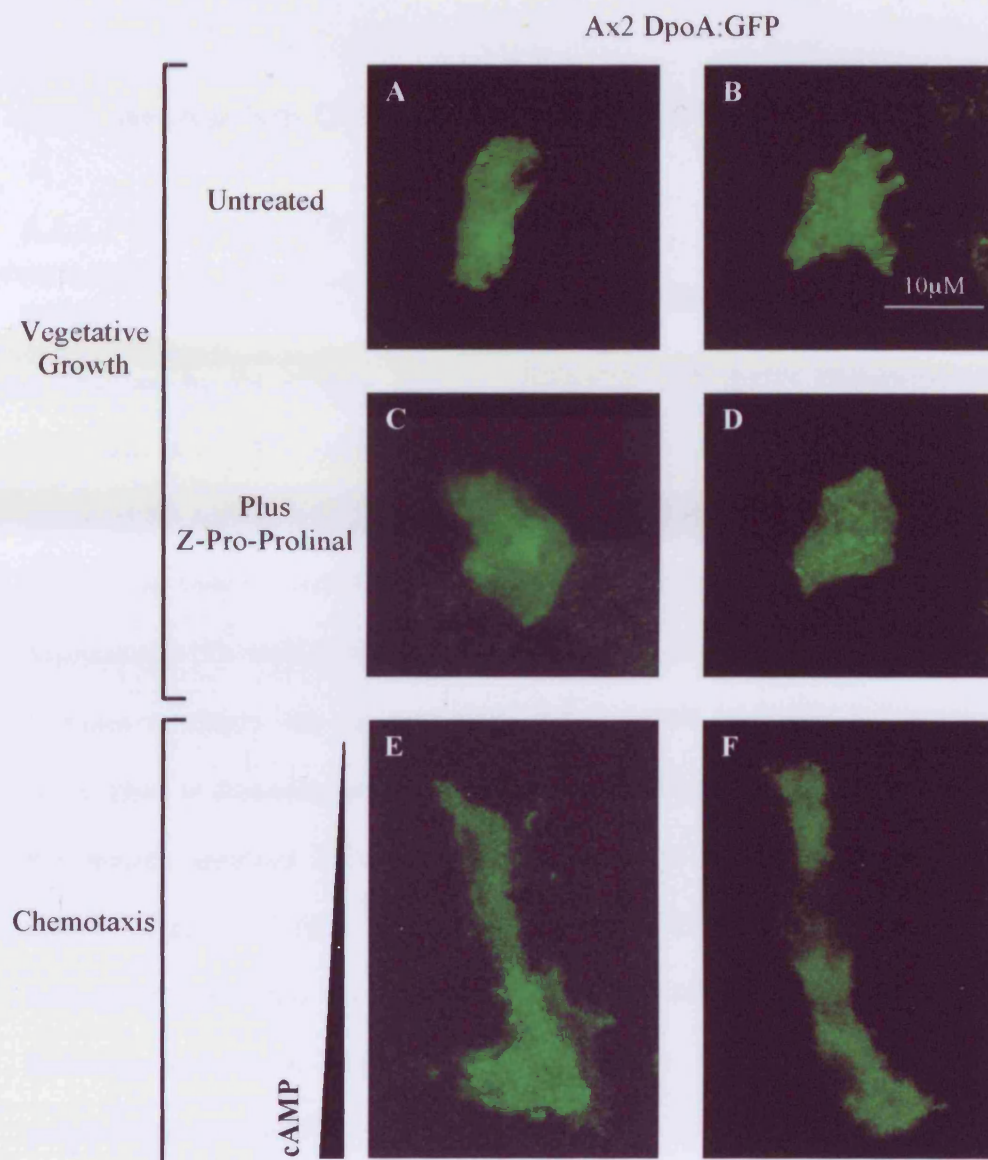 Ax2 DpoA:GFP
A
B
Untreated
10µM
Vegetative
Growth
C
D
Plus
Z-Pro-Prolinal
E
F
Chemotaxis
cAMP